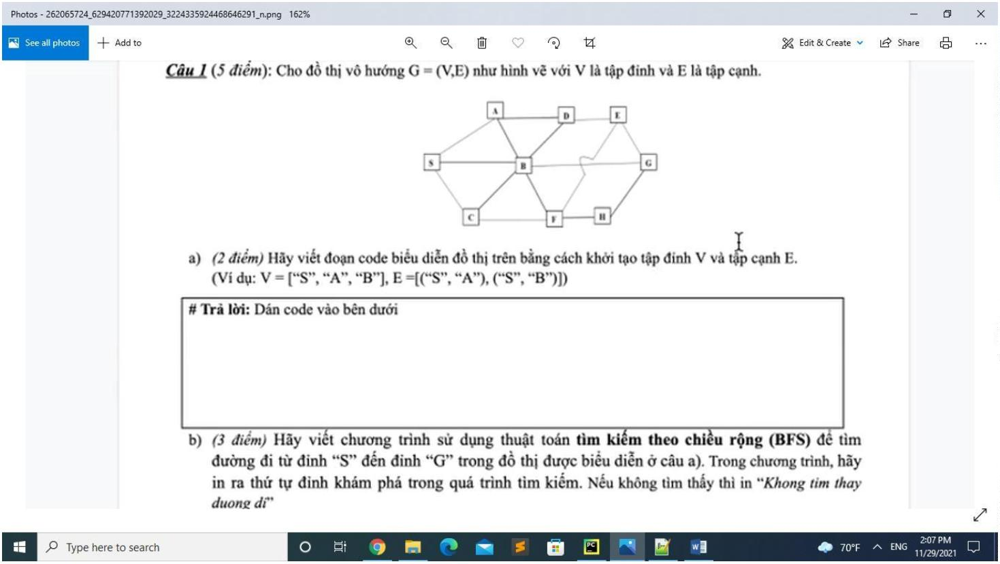 Photos - 262065724_629420771392029_3224335924468646291_n.png 162%
See all photos
Add to
Edit & Create
Share
Câu 1 (5 điểm): Cho đồ thị vô hướng G = (V,E) như hình vẽ với V là tập đỉnh và E là tập cạnh.
A
D
E
S
B
G
C
F
H
a) (2 điểm) Hãy viết đoạn code biểu diễn đồ thị trên bằng cách khởi tạo tập đỉnh V và tập cạnh E.
(Ví dụ: V = [“S”, “A”, “B”], E =[(“S”, “A”), (“S”, “B”)])
# Trả lời: Dán code vào bên dưới
b) (3 điểm) Hãy viết chương trình sử dụng thuật toán tìm kiếm theo chiều rộng (BFS) để tìm
đường đi từ đỉnh “S” đến đỉnh “G” trong đồ thị được biểu diễn ở câu a). Trong chương trình, hãy
in ra thứ tự đỉnh khám phá trong quá trình tìm kiếm. Nếu không tìm thấy thì in “Khong tim thay
duong di”
Type here to search
70°F
ENG
2:07 PM
11/29/2021